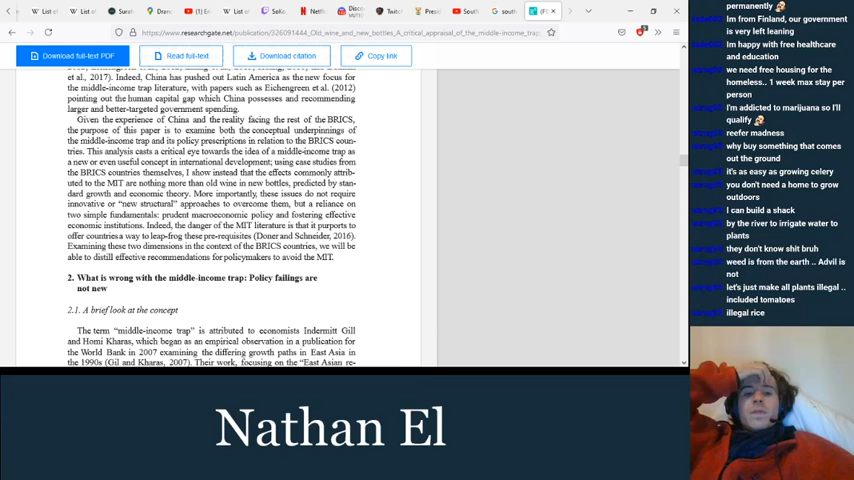 W List o
W List o
Surah
Dram
(1) En
W List o
SeKo
Netfl
Disco
Twitch
Presi
South
G south
https://www.researchgate.net/publication/326091444_Old_wine_and_new_bottles_A_critical_appraisal_of_the_middle-income_trap
Download full-text PDF
Read full-text
Download citation
Copy link
et al., 2017). Indeed, China has pushed out Latin America as the new focus for
the middle-income trap literature, with papers such as Eichengreen et al. (2012)
pointing out the human capital gap which China possesses and recommending
larger and better-targeted government spending.
Given the experience of China and the reality facing the rest of the BRICS,
the purpose of this paper is to examine both the conceptual underpinnings of
the middle-income trap and its policy prescriptions in relation to the BRICS coun-
tries. This analysis casts a critical eye towards the idea of a middle-income trap as
a new or even useful concept in international development; using case studies from
the BRICS countries themselves, I show instead that the effects commonly attri-
buted to the MIT are nothing more than old wine in new bottles, predicted by stan-
dard growth and economic theory. More importantly, these issues do not require
innovative or "new structural" approaches to overcome them, but a reliance on
two simple fundamentals: prudent macroeconomic policy and fostering effective
economic institutions. Indeed, the danger of the MIT literature is that it purports to
offer countries a way to leap-frog these pre-requisites (Doner and Schneider, 2016).
Examining these two dimensions in the context of the BRICS countries, we will be
able to distill effective recommendations for policymakers to avoid the MIT.
2. What is wrong with the middle-income trap: Policy failings are
not new
2.1. A brief look at the concept
The term "middle-income trap" is attributed to economists Indermitt Gill
and Homi Kharas, which began as an empirical observation in a publication for
the World Bank in 2007 examining the differing growth paths in East Asia in
the 1990s (Gill and Kharas, 2007). Their work, focusing on the "East Asian re-
permanently
Im from Finland, our government
is very left leaning
Im happy with free healthcare
and education
we need free housing for the
homeless.. 1 week max stay per
person
I'm addicted to marijuana so I'll
qualify
reefer madness
why buy something that comes
out the ground
it's as easy as growing celery
you don't need a home to grow
outdoors
I can build a shack
by the river to irrigate water to
plants
they don't know shit bruh
weed is from the earth .. Advil is
not
let's just make all plants illegal ..
included tomatoes
illegal rice
Nathan El